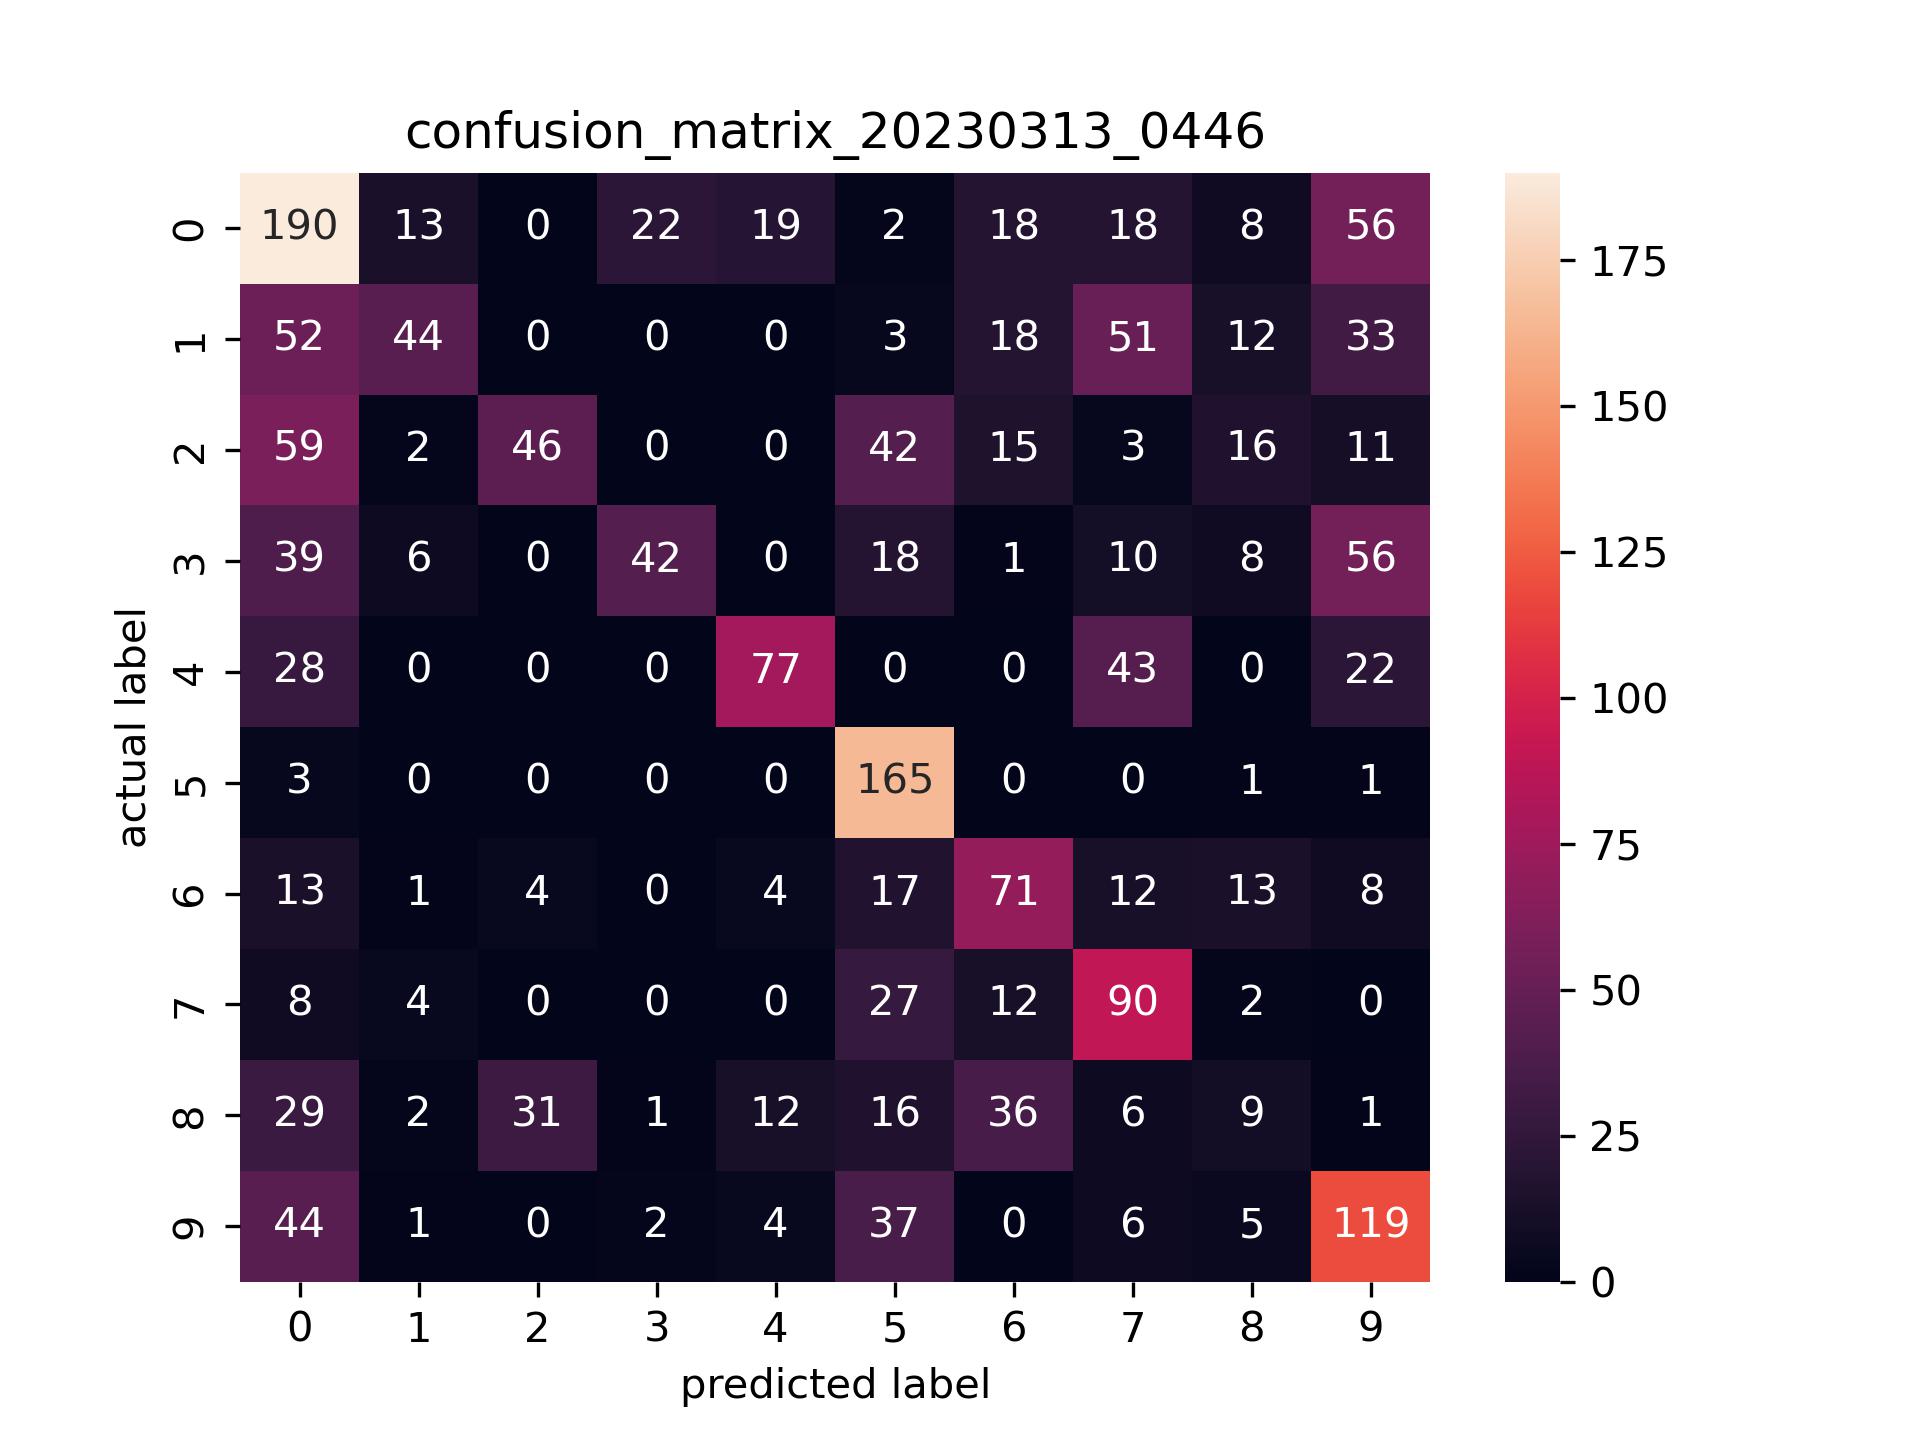 confusion_matrix_20230313_0446
0 190 13 0 22 19 2 18 18 8 56
1 52 44 0 0 0 3 18 51 12 33
2 59 2 46 0 0 42 15 3 16 11
3 39 6 0 42 0 18 1 10 8 56
4 28 0 0 0 77 0 0 43 0 22
5 3 0 0 0 0 165 0 0 1 1
6 13 1 4 0 4 17 71 12 13 8
7 8 4 0 0 0 27 12 90 2 0
8 29 2 31 1 12 16 36 6 9 1
9 44 1 0 2 4 37 0 6 5 119
0 1 2 3 4 5 6 7 8 9
predicted label
actual label
175
150
125
100
75
50
25
0